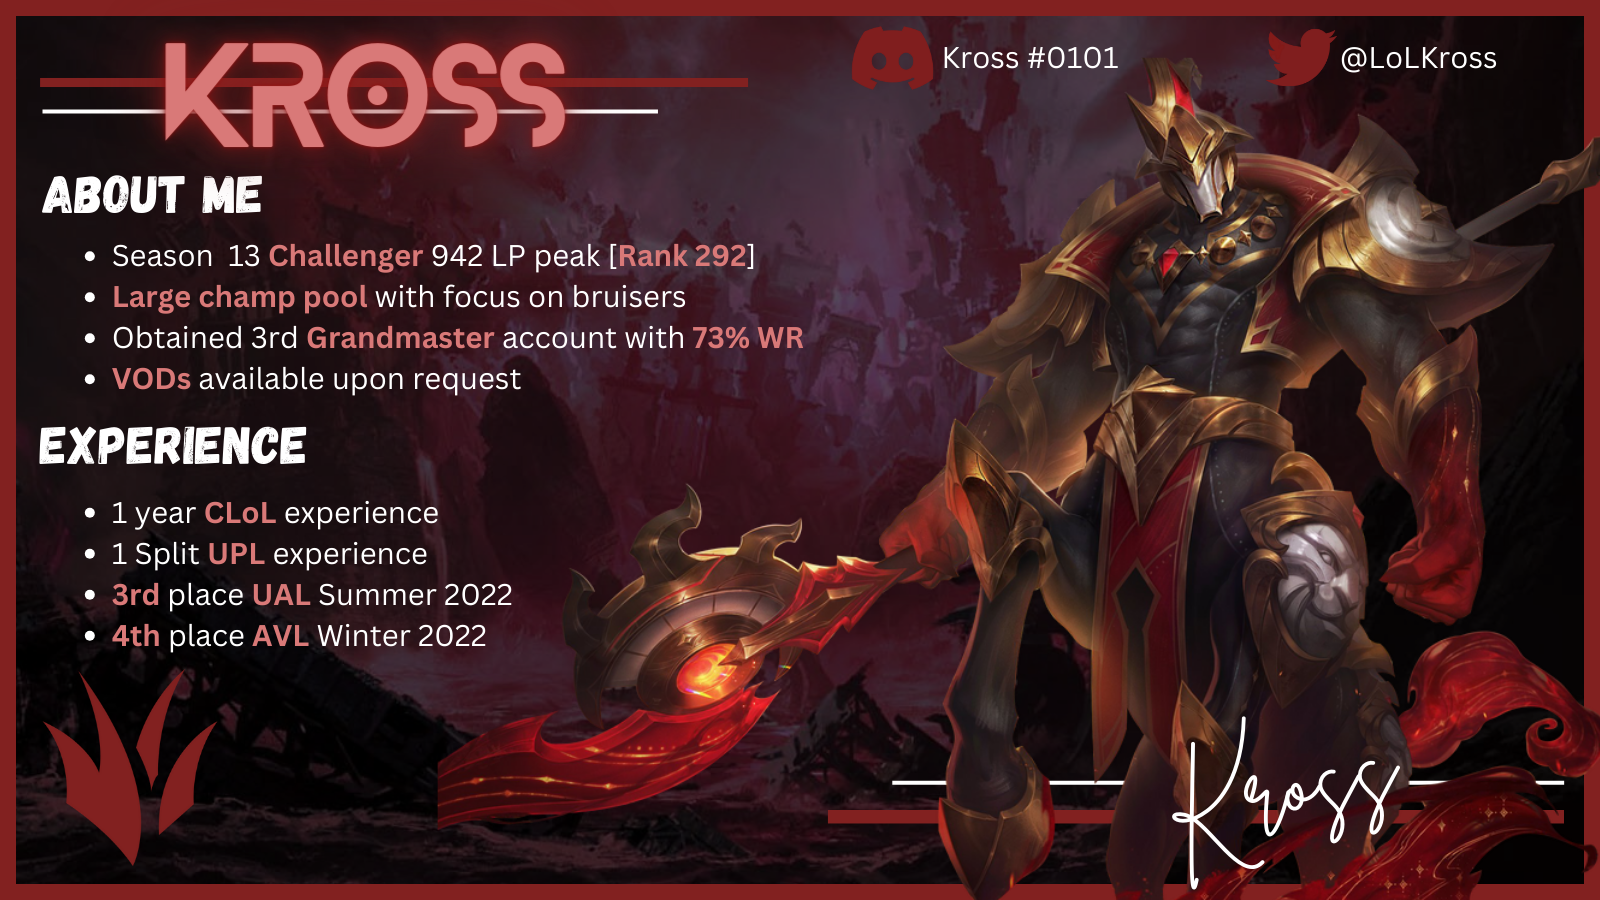 KROSS
Kross #0101
@LoLKross
ABOUT ME
• Season 13 Challenger 942 LP peak [Rank 292]
• Large champ pool with focus on bruisers
• Obtained 3rd Grandmaster account with 73% WR
• VODs available upon request
EXPERIENCE
• 1 year CLoL experience
• 1 Split UPL experience
• 3rd place UAL Summer 2022
• 4th place AVL Winter 2022
Kross